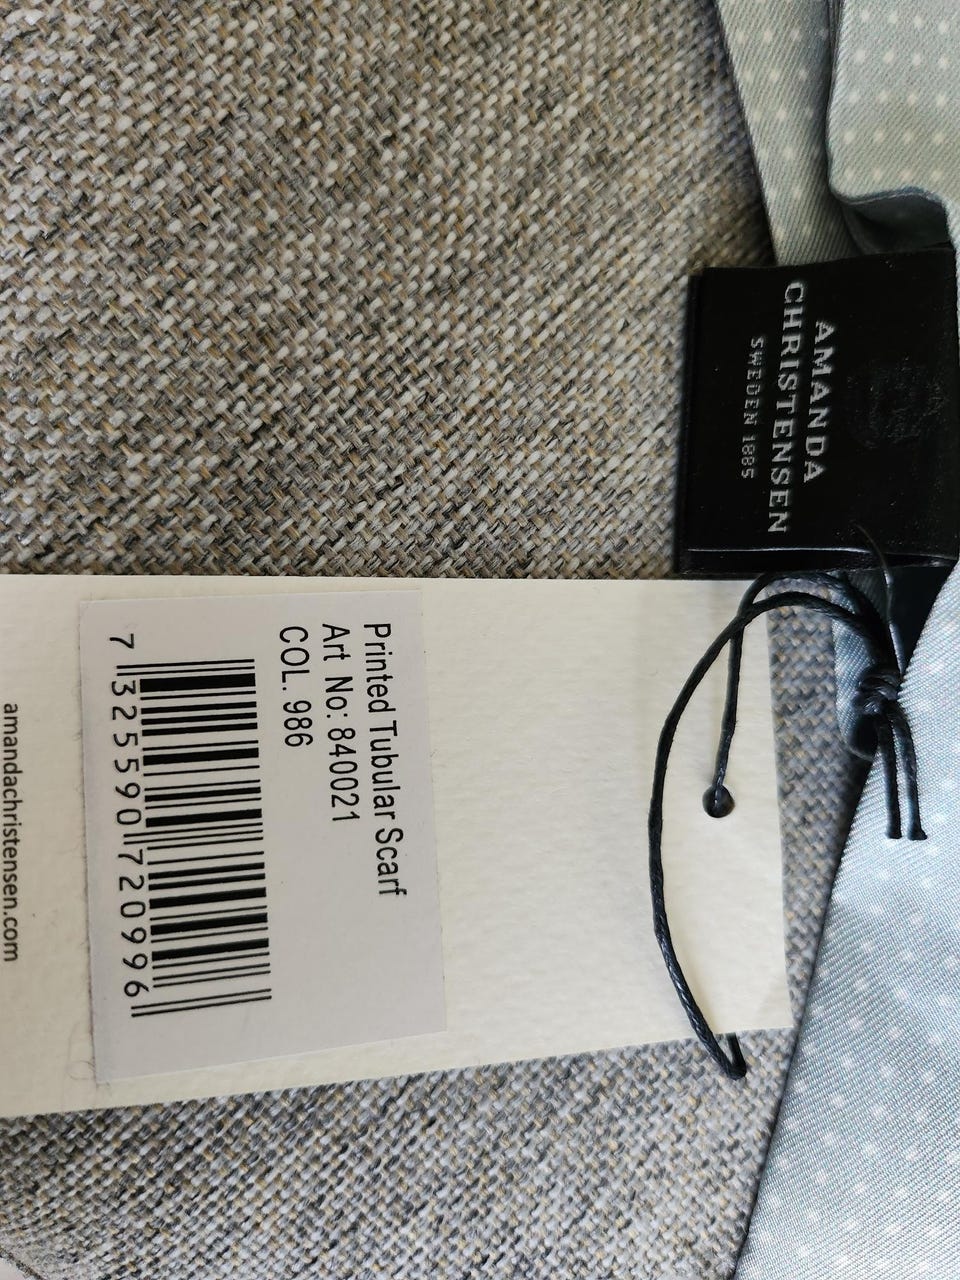 AMANDA
CHRISTENSEN
SWEDEN 1885
Printed Tubular Scarf
Art No: 840021
COL. 986
7 325590 720996
amandachristensen.com